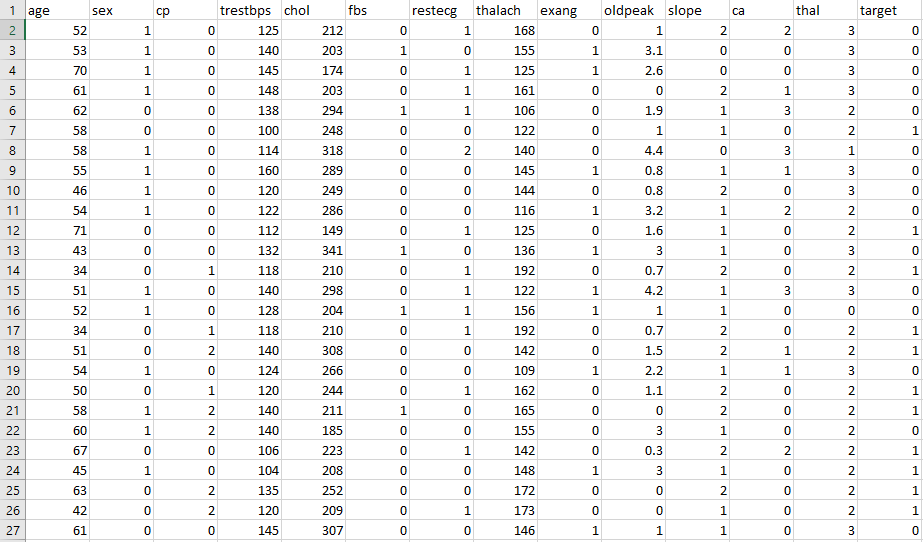 1 age sex cp trestbps chol fbs restecg thalach exang oldpeak slope ca thal target
2 52 1 0 125 212 0 1 168 0 1 2 2 3 0
3 53 1 0 140 203 1 0 155 1 3.1 0 0 3 0
4 70 1 0 145 174 0 1 125 1 2.6 0 0 3 0
5 61 1 0 148 203 0 1 161 0 0 2 1 3 0
6 62 0 0 138 294 1 1 106 0 1.9 1 3 2 0
7 58 0 0 100 248 0 0 122 0 1 1 0 2 1
8 58 1 0 114 318 0 2 140 0 4.4 0 3 1 0
9 55 1 0 160 289 0 0 145 1 0.8 1 1 3 0
10 46 1 0 120 249 0 0 144 0 0.8 2 0 3 0
11 54 1 0 122 286 0 0 116 1 3.2 1 2 2 0
12 71 0 0 112 149 0 1 125 0 1.6 1 0 2 1
13 43 0 0 132 341 1 0 136 1 3 1 0 3 0
14 34 0 1 118 210 0 1 192 0 0.7 2 0 2 1
15 51 1 0 140 298 0 1 122 1 4.2 1 3 3 0
16 52 1 0 128 204 1 1 156 1 1 1 0 0 0
17 34 0 1 118 210 0 1 192 0 0.7 2 0 2 1
18 51 0 2 140 308 0 0 142 0 1.5 2 1 2 1
19 54 1 0 124 266 0 0 109 1 2.2 1 1 3 0
20 50 0 1 120 244 0 1 162 0 1.1 2 0 2 1
21 58 1 2 140 211 1 0 165 0 0 2 0 2 1
22 60 1 2 140 185 0 0 155 0 3 1 0 2 0
23 67 0 0 106 223 0 1 142 0 0.3 2 2 2 1
24 45 1 0 104 208 0 0 148 1 3 1 0 2 1
25 63 0 2 135 252 0 0 172 0 0 2 0 2 1
26 42 0 2 120 209 0 1 173 0 0 1 0 2 1
27 61 0 0 145 307 0 0 146 1 1 1 0 3 0